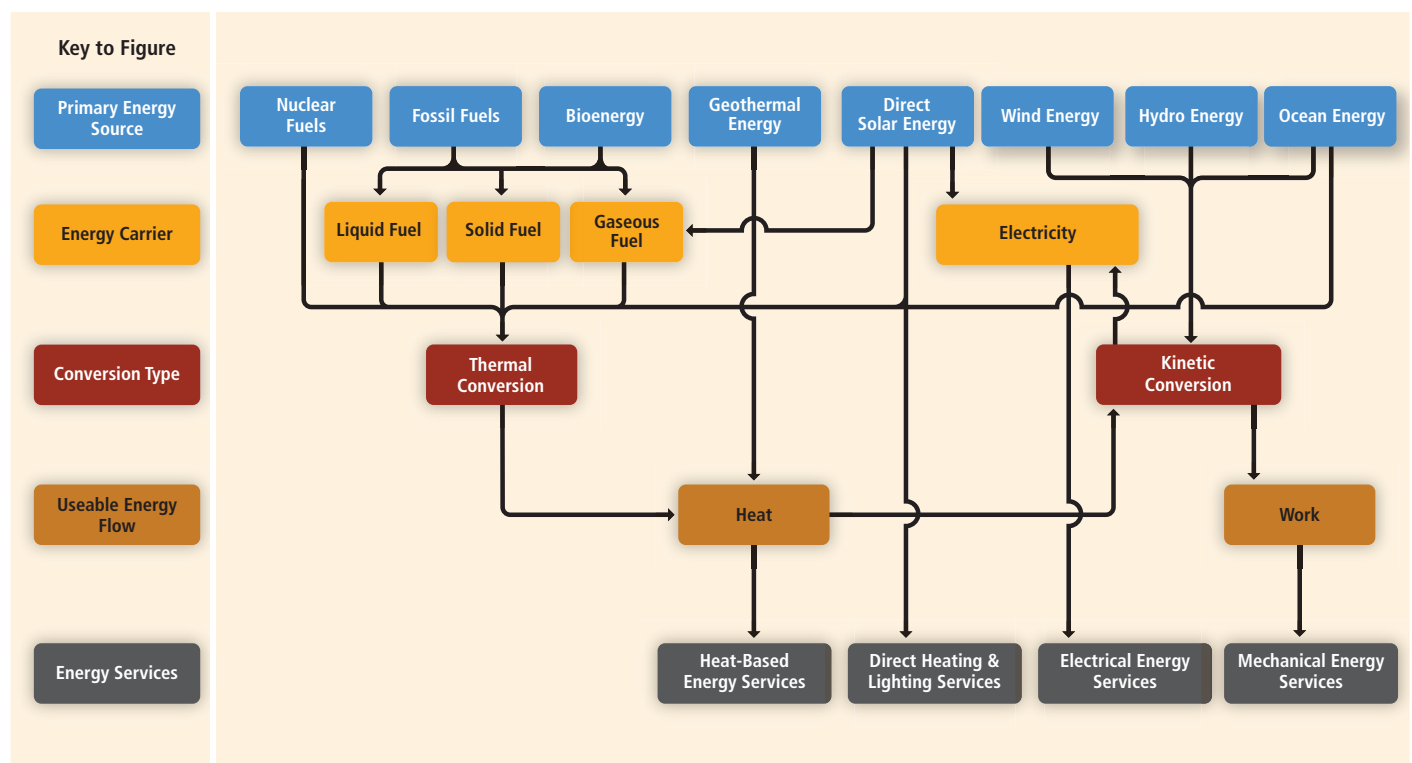 Key to Figure
Primary Energy
Source
Energy Carrier
Conversion Type
Useable Energy
Flow
Energy Services
Nuclear
Fuels
Fossil Fuels
Bioenergy
Geothermal
Energy
Direct
Solar Energy
Wind Energy
Hydro Energy
Ocean Energy
Liquid Fuel
Solid Fuel
Gaseous
Fuel
Electricity
Thermal
Conversion
Kinetic
Conversion
Heat
Work
Heat-Based
Energy Services
Direct Heating &
Lighting Services
Electrical Energy
Services
Mechanical Energy
Services